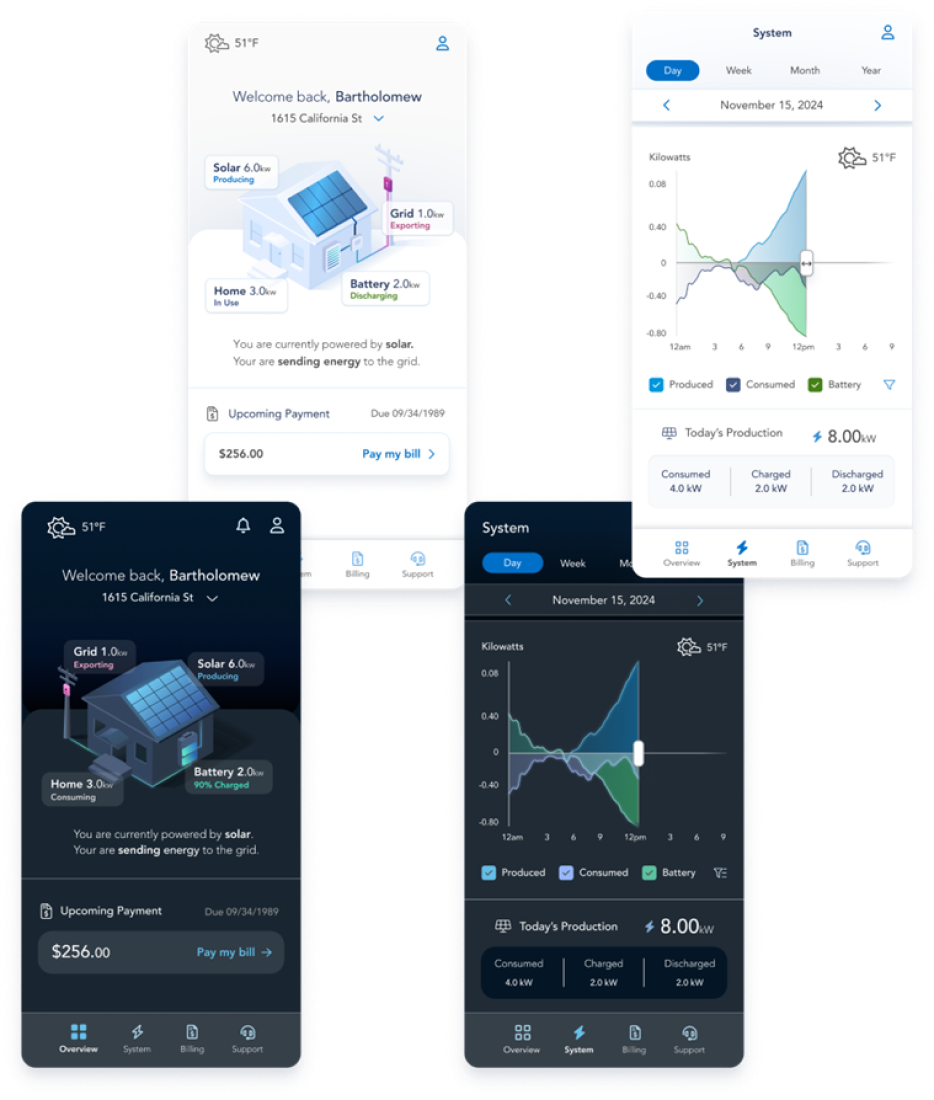 51°F
Welcome back, Bartholomew
1615 California St
Solar 6.0kw
Producing
Grid 1.0kw
Exporting
Battery 2.0kw
Discharging
Home 3.0kw
In Use
You are currently powered by solar.
Your are sending energy to the grid.
Upcoming Payment Due 09/34/1989
$256.00 Pay my bill
em Billing Support
System
Day Week Month Year
November 15, 2024
Kilowatts 51°F
0.08
0.40
0
-0.40
-0.80
12am 3 6 9 12pm 3 6 9
Produced Consumed Battery
Today's Production 8.00kW
Consumed Charged Discharged
4.0 kW 2.0 kW 2.0 kW
Overview System Billing Support
51°F
Welcome back, Bartholomew
1615 California St
Grid 1.0kw
Exporting
Solar 6.0kw
Producing
Battery 2.0kw
90% Charged
Home 3.0kw
Consuming
You are currently powered by solar.
Your are sending energy to the grid.
Upcoming Payment Due 09/34/1989
$256.00 Pay my bill
Overview System Billing Support
System
Day Week Mo
November 15, 2024
Kilowatts 51°F
0.08
0.40
0
-0.40
-0.80
12am 3 6 9 12pm 3 6 9
Produced Consumed Battery
Today's Production 8.00kW
Consumed Charged Discharged
4.0 kW 2.0 kW 2.0 kW
Overview System Billing Support